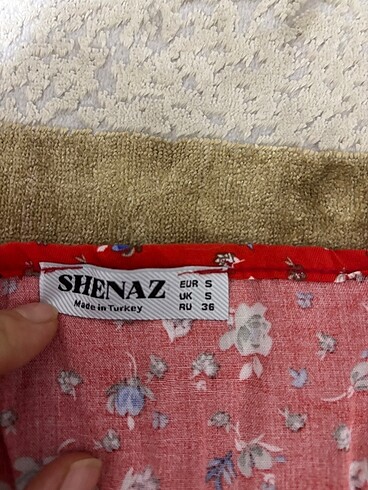 SHENAZ
Made in Turkey
EUR S
UK S
RU 36